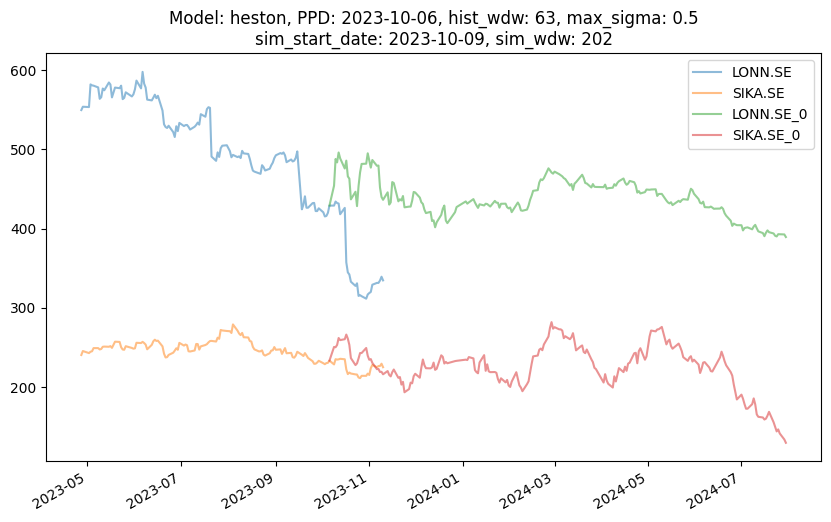 Model: heston, PPD: 2023-10-06, hist_wdw: 63, max_sigma: 0.5
sim_start_date: 2023-10-09, sim_wdw: 202
LONN.SE
SIKA.SE
LONN.SE_0
SIKA.SE_0
600
500
400
300
200
2023-05
2023-07
2023-09
2023-11
2024-01
2024-03
2024-05
2024-07